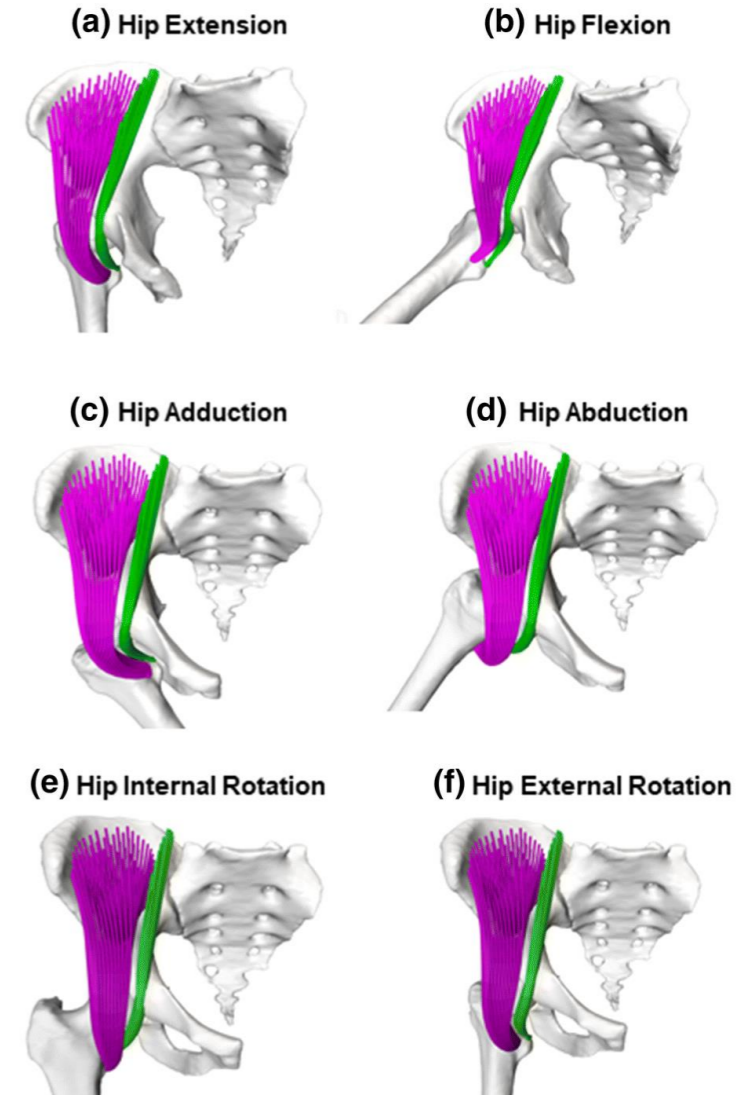 (a) Hip Extension
(b) Hip Flexion
(c) Hip Adduction
(d) Hip Abduction
(e) Hip Internal Rotation
(f) Hip External Rotation